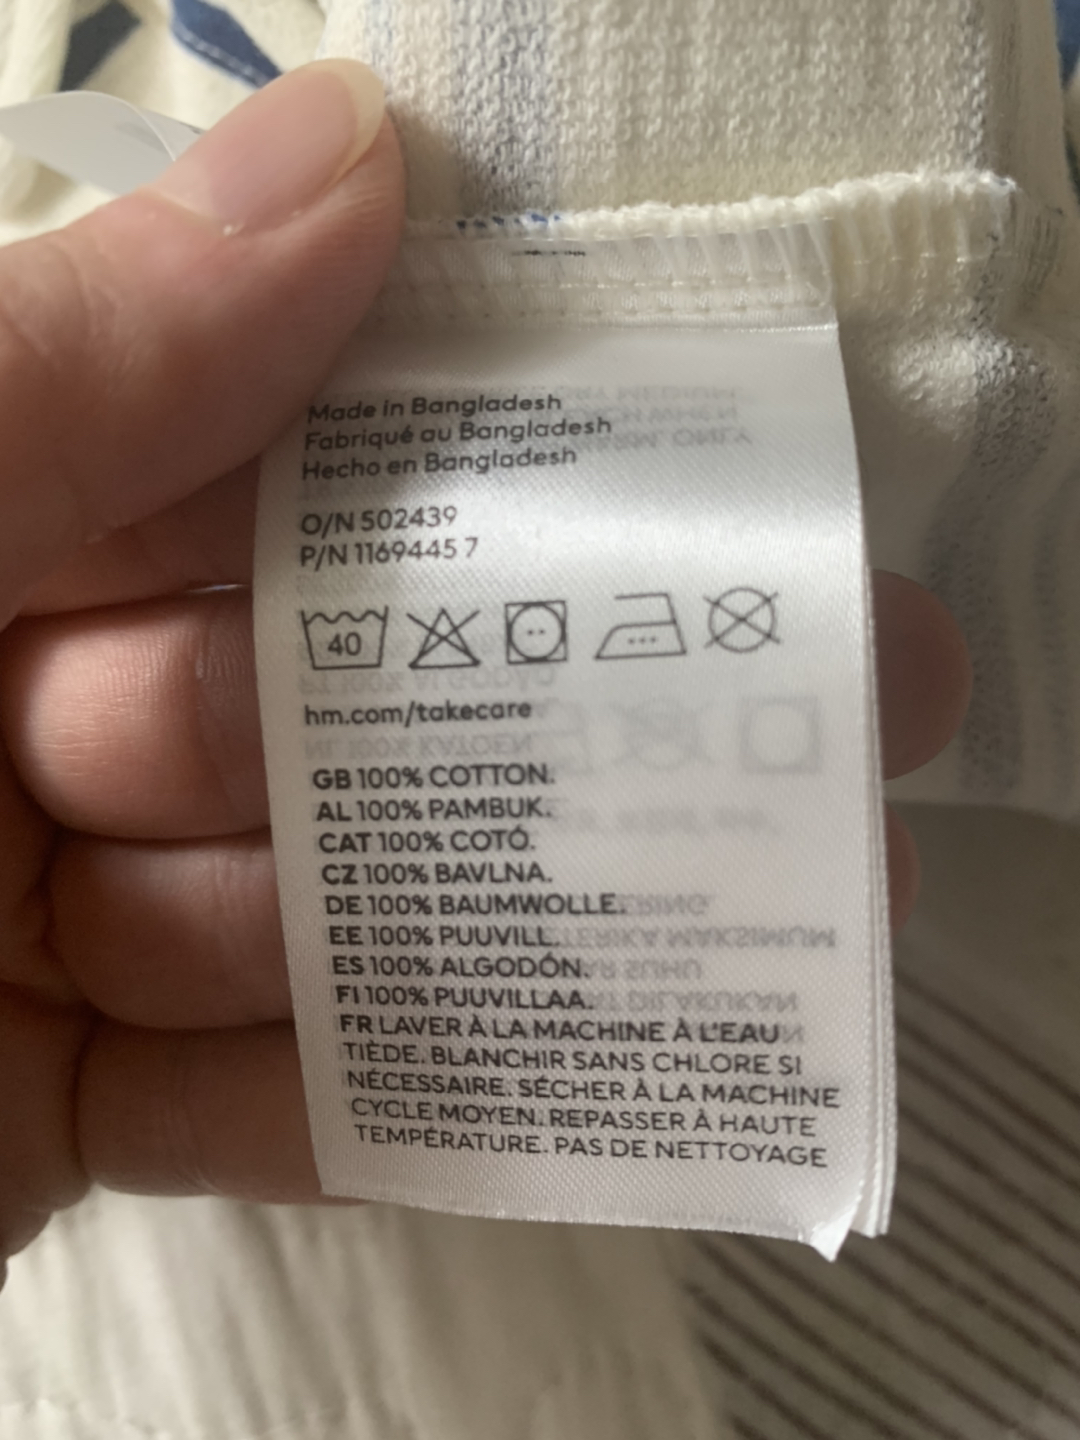 Made in Bangladesh
Fabriqué au Bangladesh
Hecho en Bangladesh
O/N 502439
P/N 1169445 7
40
hm.com/takecare
GB 100% COTTON.
AL 100% PAMBUK.
CAT 100% COTÓ.
CZ 100% BAVLNA.
DE 100% BAUMWOLLE.
EE 100% PUUVILL.
ES 100% ALGODÓN.
FI 100% PUUVILLAA.
FR LAVER À LA MACHINE À L'EAU
TIÈDE. BLANCHIR SANS CHLORE SI
NÉCESSAIRE. SÉCHER À LA MACHINE
CYCLE MOYEN. REPASSER À HAUTE
TEMPÉRATURE. PAS DE NETTOYAGE